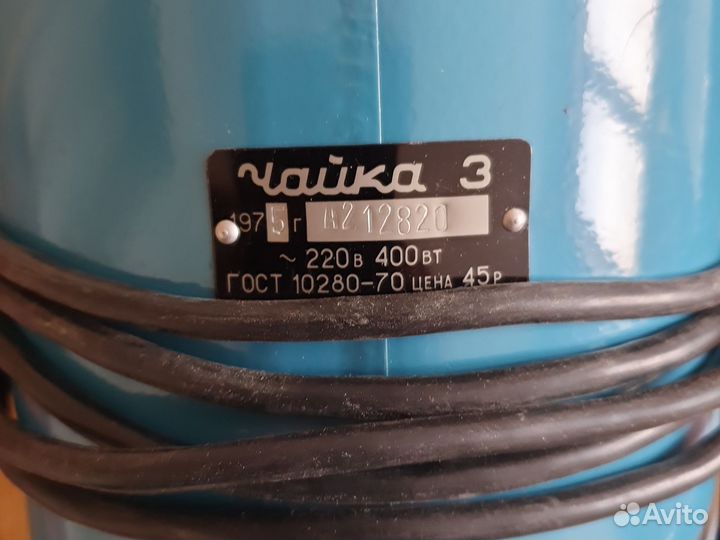 Чайка 3
1975 г А212820
~ 220 В 400 ВТ
ГОСТ 10280-70 ЦЕНА 45 Р
Avito